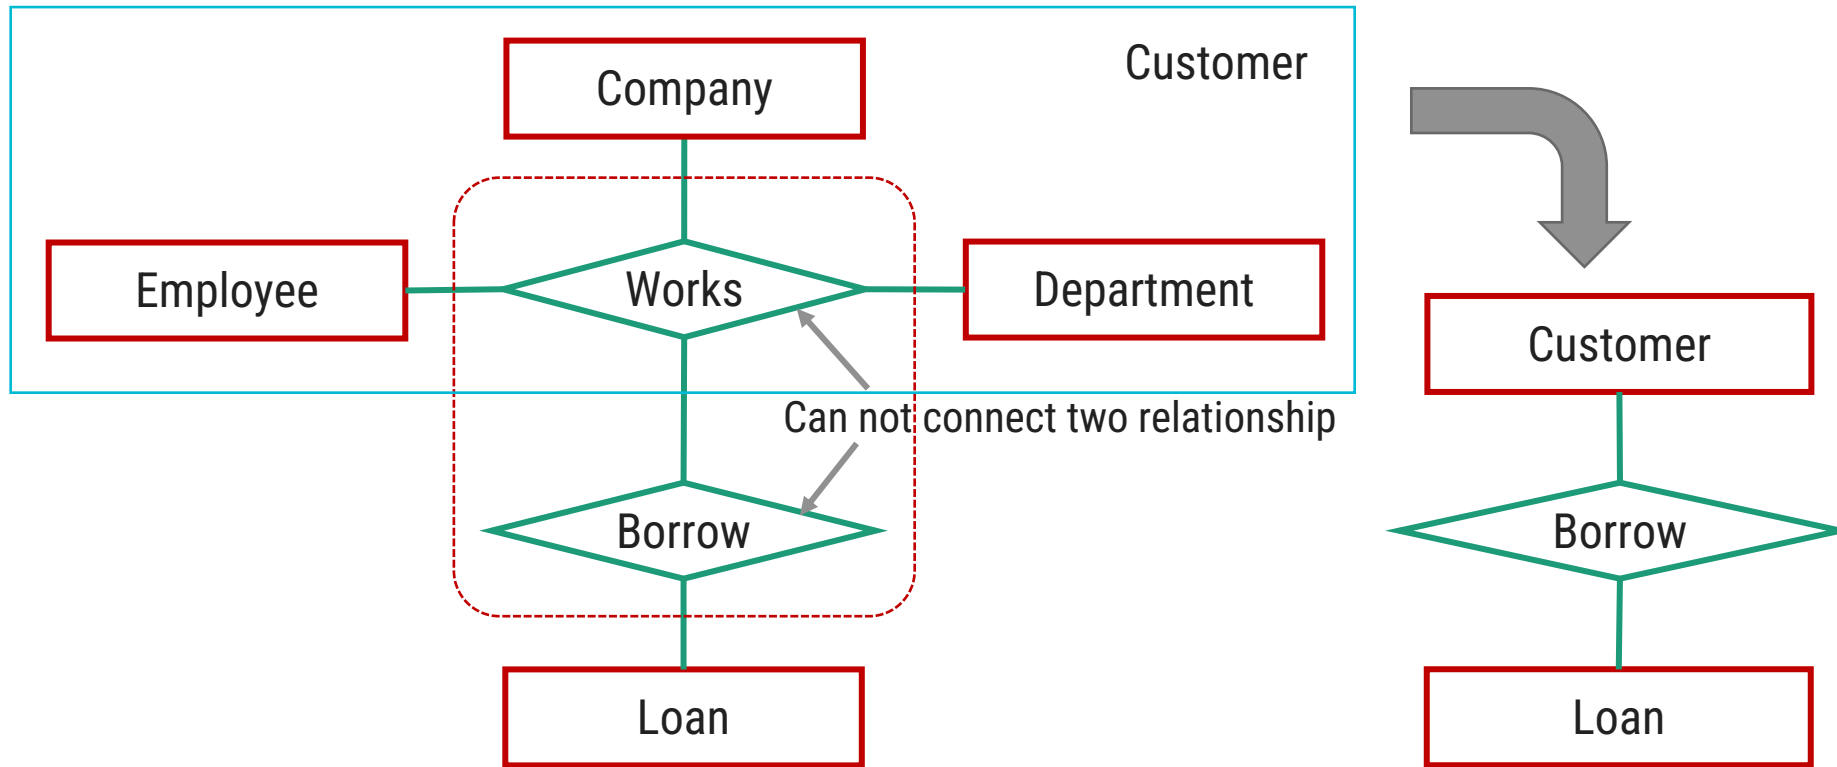 Customer
Company
Employee
Works
Department
Can not connect two relationship
Borrow
Loan
Customer
Borrow
Loan